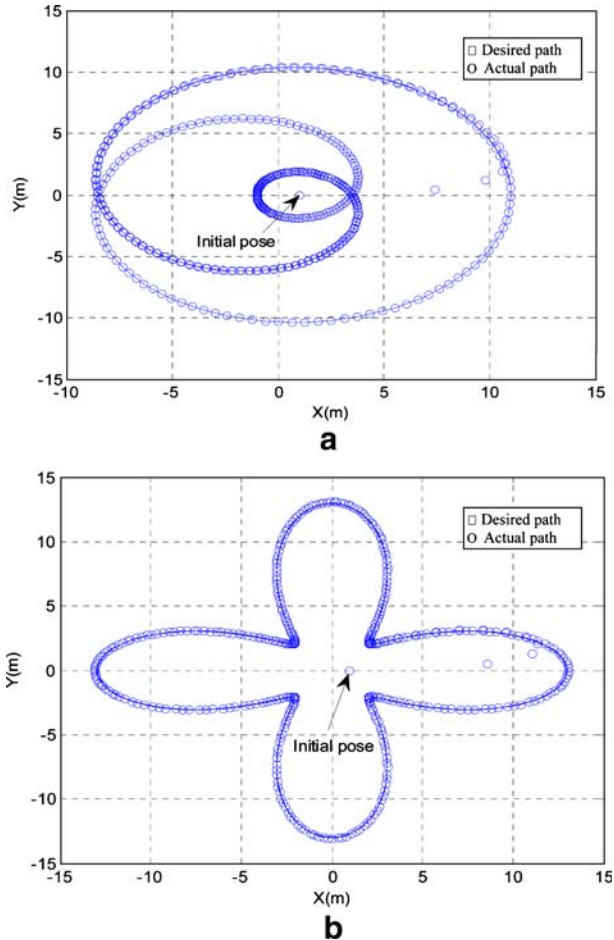 15
10
5
0
-5
-10
-15
Y(m)
□ Desired path
○ Actual path
Initial pose
-10 -5 0 5 10 15
X(m)
a
15
10
5
0
-5
-10
-15
Y(m)
□ Desired path
○ Actual path
Initial pose
-15 -10 -5 0 5 10 15
X(m)
b